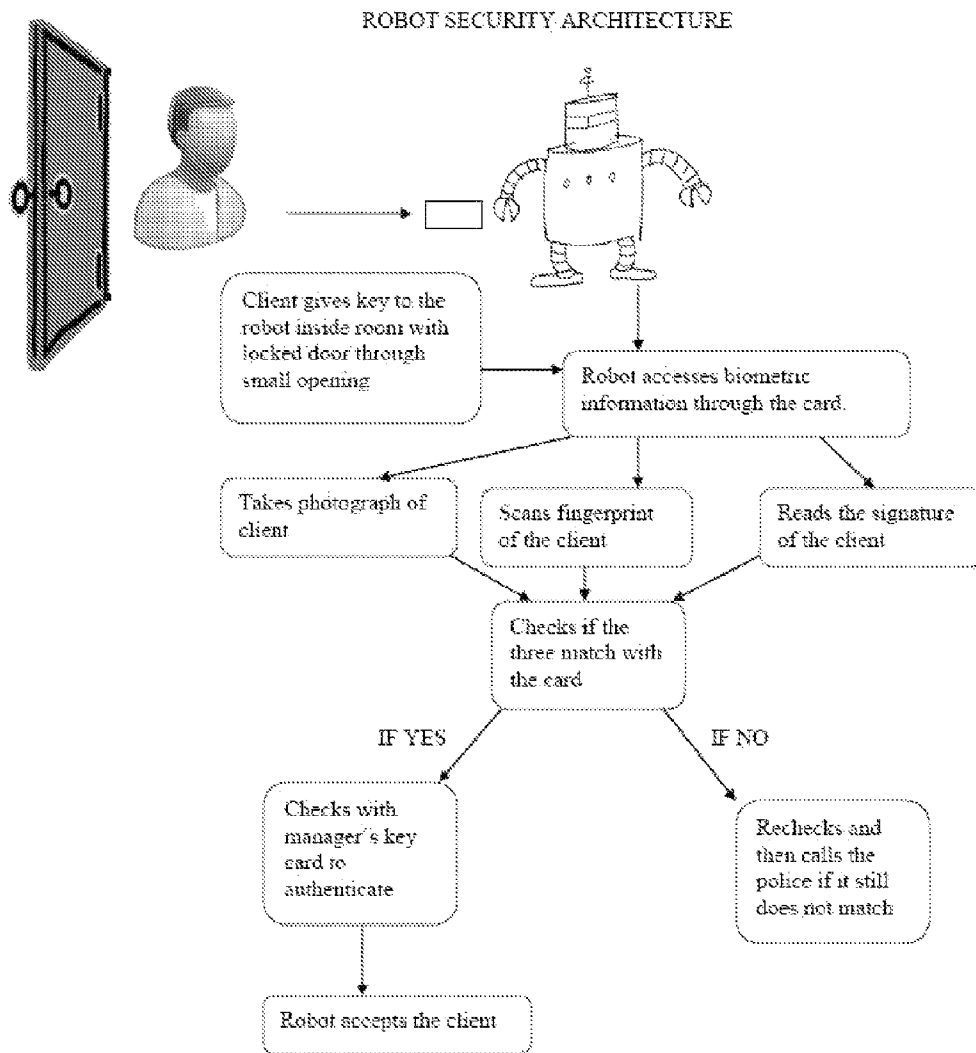 ROBOT SECURITY ARCHITECTURE
Client gives key to the
robot inside room with
locked door through
small opening
Robot accesses biometric
information through the card.
Takes photograph of
client
Scans fingerprint
of the client
Reads the signature
of the client
Checks if the
three match with
the card
IF YES
IF NO
Checks with
manager's key
card to
authenticate
Rechecks and
then calls the
police if it still
does not match
Robot accepts the client